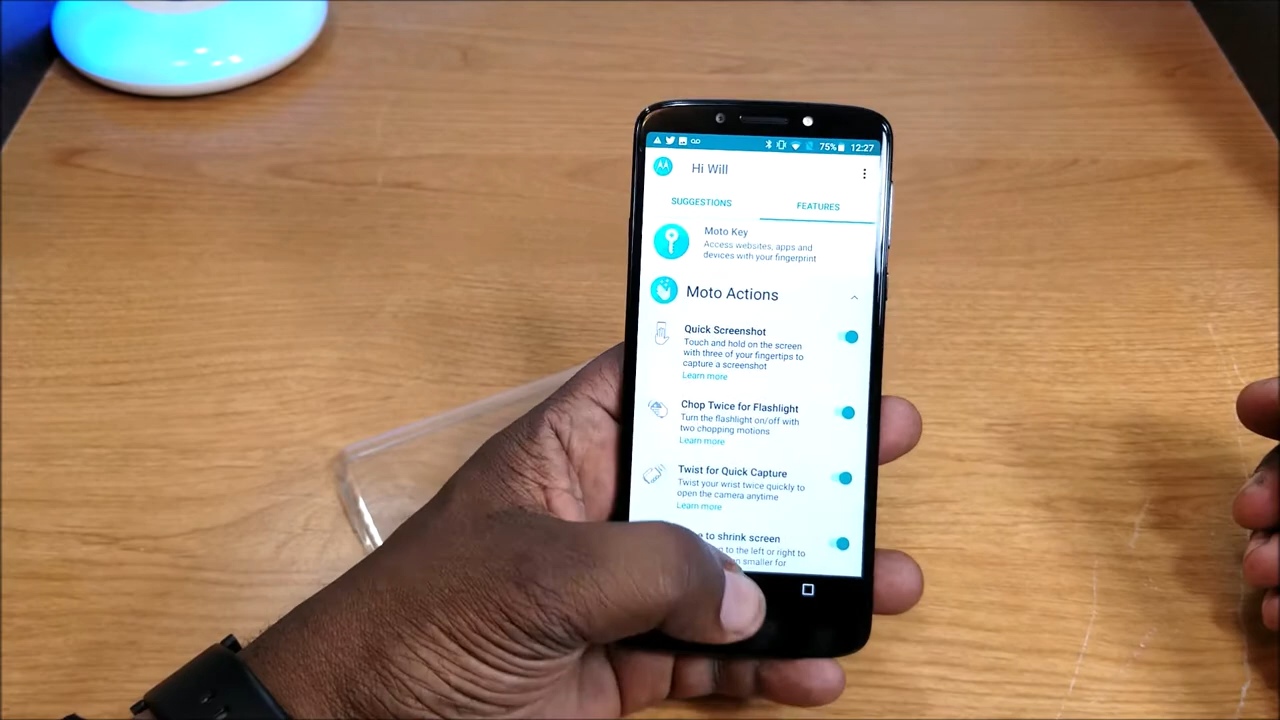 75% 12:27
Hi Will
SUGGESTIONS FEATURES
Moto Key
Access websites, apps and
devices with your fingerprint
Moto Actions
Quick Screenshot
Touch and hold on the screen
with three of your fingertips to
capture a screenshot
Learn more
Chop Twice for Flashlight
Turn the flashlight on/off with
two chopping motions
Learn more
Twist for Quick Capture
Twist your wrist twice quickly to
open the camera anytime
Learn more
to shrink screen
to the left or right to
smaller for